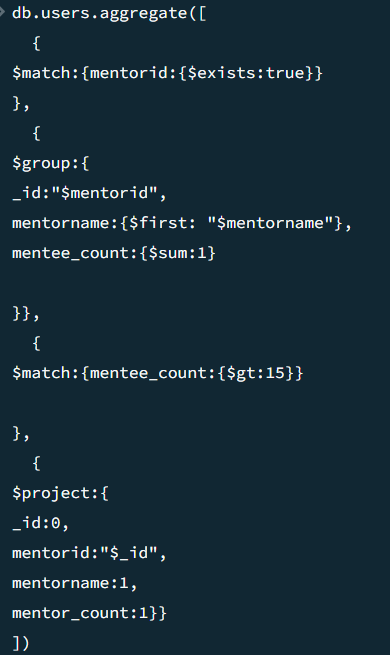 db.users.aggregate([
{
$match:{mentorid:{$exists:true}}
},
{
$group:{
_id:"$mentorid",
mentorname:{$first: "$mentorname"},
mentee_count:{$sum:1}
}},
{
$match:{mentee_count:{$gt:15}}
},
{
$project:{
_id:0,
mentorid:"$_id",
mentorname:1,
mentor_count:1}}
])